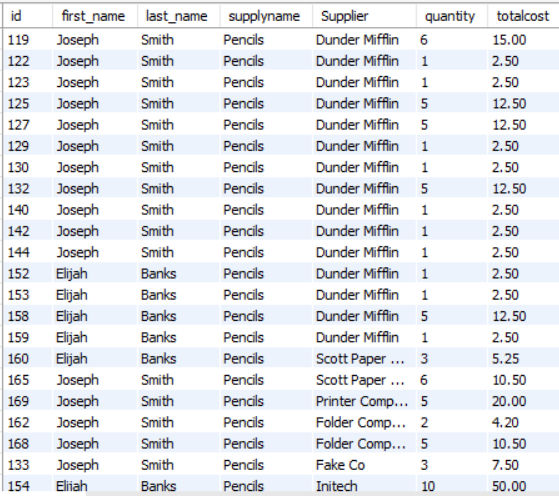 id first_name last_name supplyname Supplier quantity totalcost
119 Joseph Smith Pencils Dunder Mifflin 6 15.00
122 Joseph Smith Pencils Dunder Mifflin 1 2.50
123 Joseph Smith Pencils Dunder Mifflin 1 2.50
125 Joseph Smith Pencils Dunder Mifflin 5 12.50
127 Joseph Smith Pencils Dunder Mifflin 5 12.50
129 Joseph Smith Pencils Dunder Mifflin 1 2.50
130 Joseph Smith Pencils Dunder Mifflin 1 2.50
132 Joseph Smith Pencils Dunder Mifflin 5 12.50
140 Joseph Smith Pencils Dunder Mifflin 1 2.50
142 Joseph Smith Pencils Dunder Mifflin 1 2.50
144 Joseph Smith Pencils Dunder Mifflin 1 2.50
152 Elijah Banks Pencils Dunder Mifflin 1 2.50
153 Elijah Banks Pencils Dunder Mifflin 1 2.50
158 Elijah Banks Pencils Dunder Mifflin 5 12.50
159 Elijah Banks Pencils Dunder Mifflin 1 2.50
160 Elijah Banks Pencils Scott Paper ... 3 5.25
165 Joseph Smith Pencils Scott Paper ... 6 10.50
169 Joseph Smith Pencils Printer Comp... 5 20.00
162 Joseph Smith Pencils Folder Comp... 2 4.20
168 Joseph Smith Pencils Folder Comp... 5 10.50
133 Joseph Smith Pencils Fake Co 3 7.50
154 Elijah Banks Pencils Initech 10 50.00